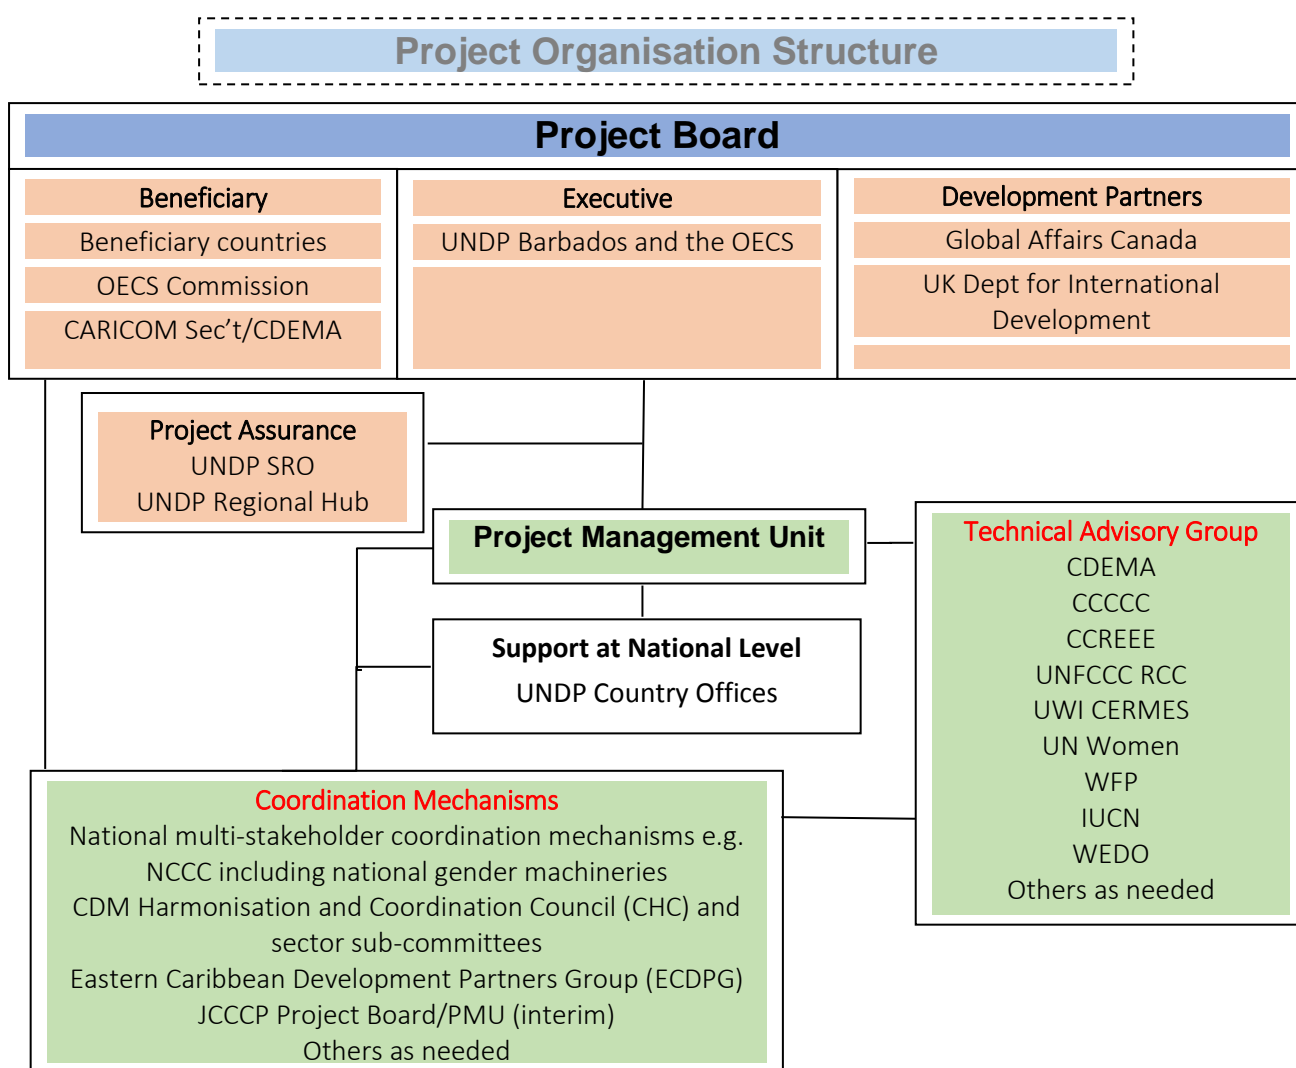 Project Organisation Structure
Project Board
Beneficiary
Beneficiary countries
OECS Commission
CARICOM Sec’t/CDEMA
Executive
UNDP Barbados and the OECS
Development Partners
Global Affairs Canada
UK Dept for International
Development
Project Assurance
UNDP SRO
UNDP Regional Hub
Project Management Unit
Support at National Level
UNDP Country Offices
Technical Advisory Group
CDEMA
CCCCC
CCREEE
UNFCCC RCC
UWI CERMES
UN Women
WFP
IUCN
WEDO
Others as needed
Coordination Mechanisms
National multi-stakeholder coordination mechanisms e.g.
NCCC including national gender machineries
CDM Harmonisation and Coordination Council (CHC) and
sector sub-committees
Eastern Caribbean Development Partners Group (ECDPG)
JCCCP Project Board/PMU (interim)
Others as needed